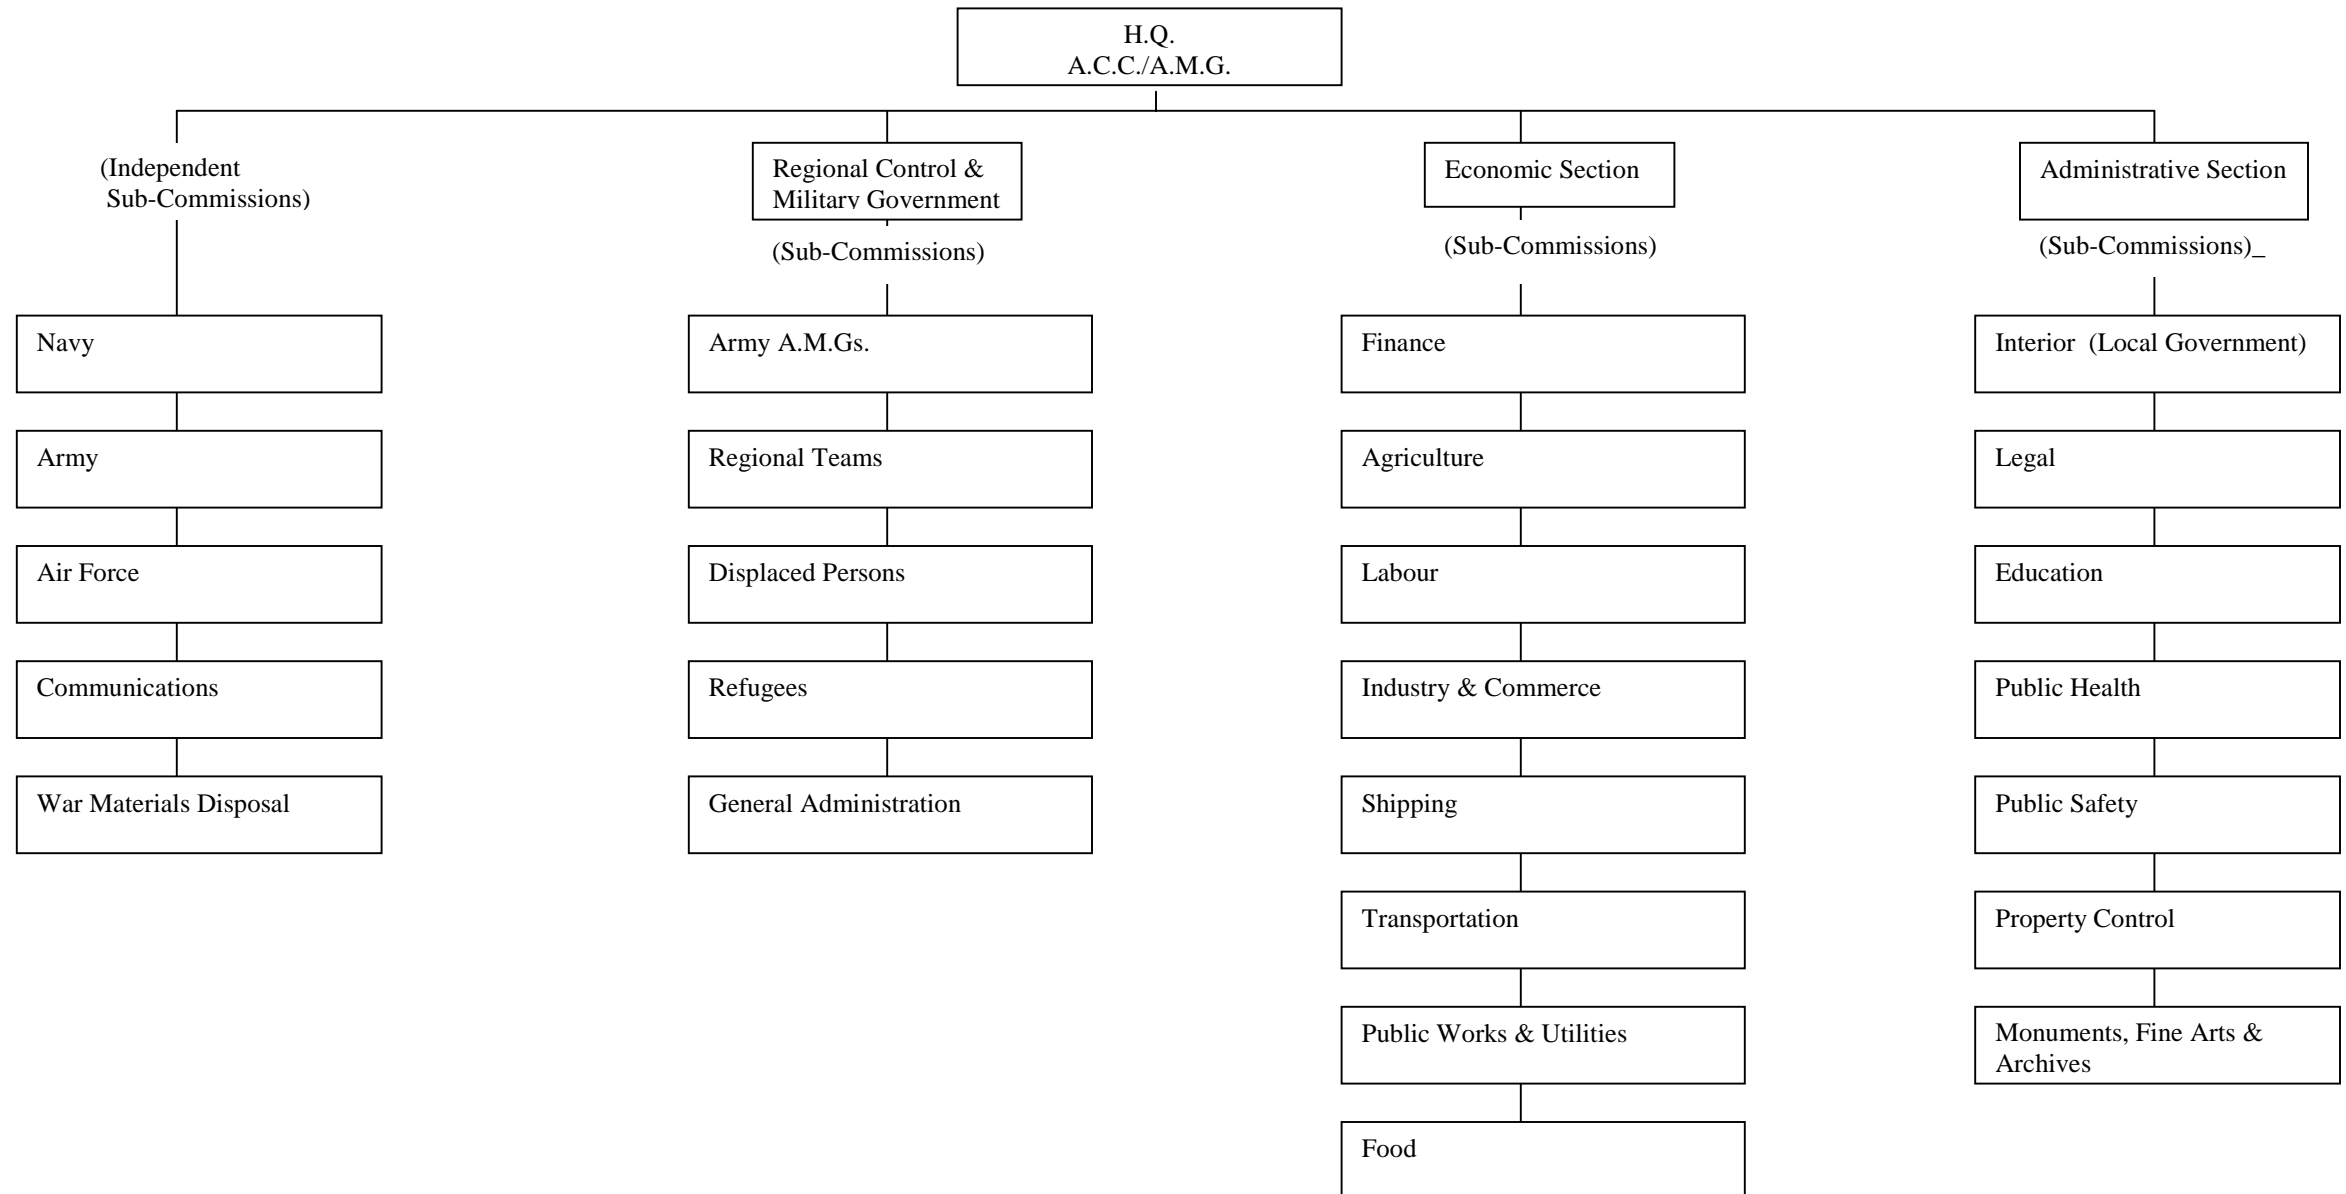 H.Q.
A.C.C./A.M.G.
(Independent
Sub-Commissions)
Regional Control &
Military Government
(Sub-Commissions)
Economic Section
(Sub-Commissions)
Administrative Section
(Sub-Commissions)_
Navy
Army
Air Force
Communications
War Materials Disposal
Army A.M.Gs.
Regional Teams
Displaced Persons
Refugees
General Administration
Finance
Agriculture
Labour
Industry & Commerce
Shipping
Transportation
Public Works & Utilities
Food
Interior  (Local Government)
Legal
Education
Public Health
Public Safety
Property Control
Monuments, Fine Arts &
Archives